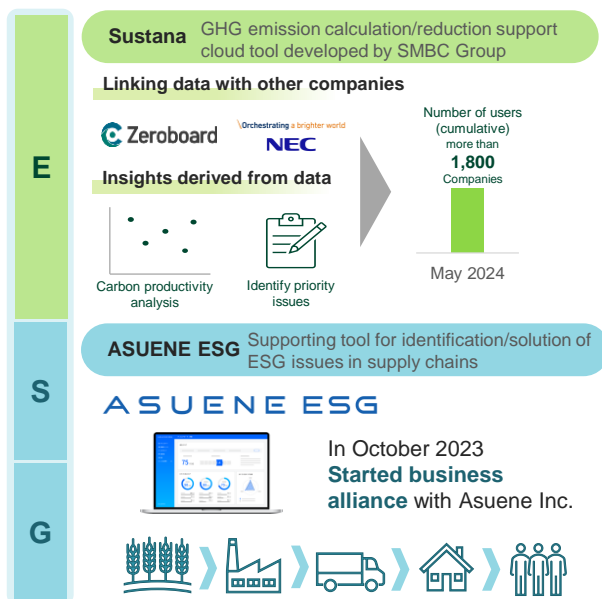 E
Sustana
GHG emission calculation/reduction support
cloud tool developed by SMBC Group
Linking data with other companies
Zeroboard
\Orchestrating a brighter world
NEC
Insights derived from data
Carbon productivity
analysis
Identify priority
issues
Number of users
(cumulative)
more than
1,800
Companies
May 2024
S
ASUENE ESG
Supporting tool for identification/solution of
ESG issues in supply chains
ASUENE ESG
75
In October 2023
Started business
alliance with Asuene Inc.
G